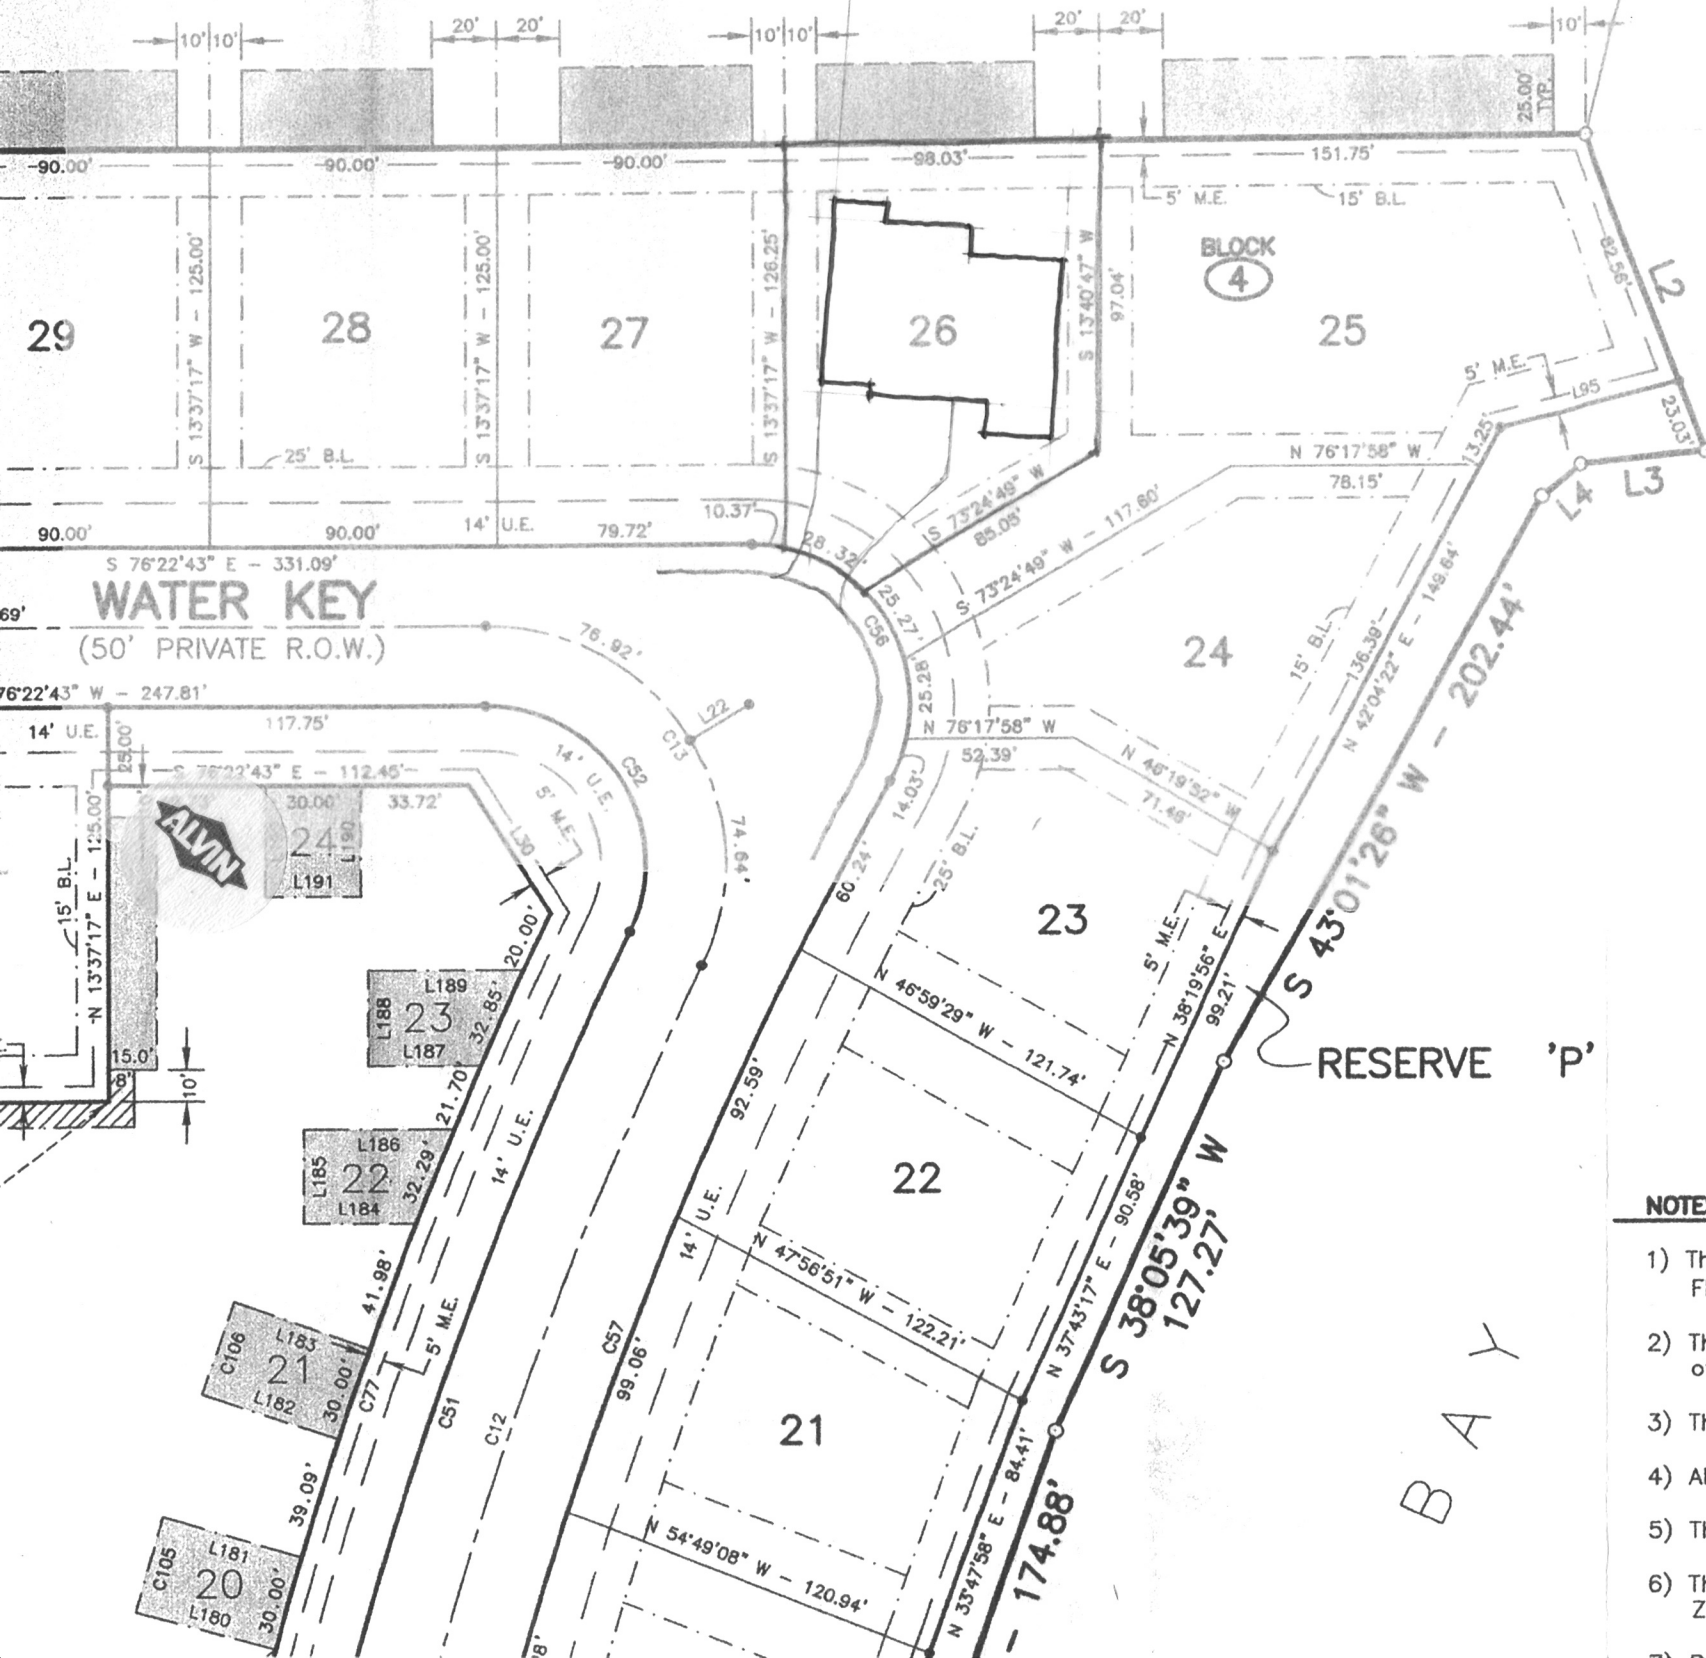 20' 20' 20' 20' 10'
10' 10' 10' 10'
25.00' TYP.
90.00' 90.00' 90.00' 98.03' 151.75'
5' M.E. 15' B.L.
BLOCK
4
S 13°37'17" W - 125.00'
S 13°37'17" W - 125.00'
S 13°37'17" W - 126.25'
S 13°40'47" W
97.04'
82.56'
L2
29 28 27 26 25
5' M.E.
L95
23.03'
13.25'
25' B.L.
N 76°17'58" W
78.15'
L4 L3
S 73°24'49" W
85.05'
S 73°24'49" W - 117.60'
10.37'
14' U.E.
90.00' 90.00' 79.72'
28.32'
S 76°22'43" E - 331.09'
WATER KEY
(50' PRIVATE R.O.W.)
69'
25.27'
C56
25.28'
76.92'
24
15' B.L.
136.39'
N 42°04'22" E - 149.64'
202.44'
76°22'43" W - 247.81'
117.75'
14' U.E.
25.00'
L22
C13
N 76°17'58" W
52.39'
N 46°19'52" W
71.46'
S 43°01'26" W -
14' U.E.
C52
S 76°22'43" E - 112.45'
30.00' 33.72'
5' M.E.
L30
74.64'
14.03'
60.24'
25' B.L.
ALVIN
24
L190
L191
15' B.L.
N 13°37'17" E - 125.00'
23
5' M.E.
N 38°19'56" E
99.21'
20.00'
L189
L188
23
L187
32.85'
N 46°59'29" W - 121.74'
RESERVE 'P'
15.0'
8'
10'
21.70'
92.59'
14' U.E.
L186
L185
22
L184
32.29'
22
N 37°43'17" E - 90.58'
S 38°05'39" W
127.27'
14' U.E.
N 47°56'51" W - 122.21'
41.98'
L183
C106
21
L182
30.00'
5' M.E.
C77
C51
C12
C57
99.06'
21
N 33°47'58" E - 84.41'
- 174.88'
BAY
39.09'
L181
C105
20
L180
30.00'
N 54°49'08" W - 120.94'
8'
NOTE
1) Th
2) Th
3) Th
4) Al
5) Th
6) Th
Z